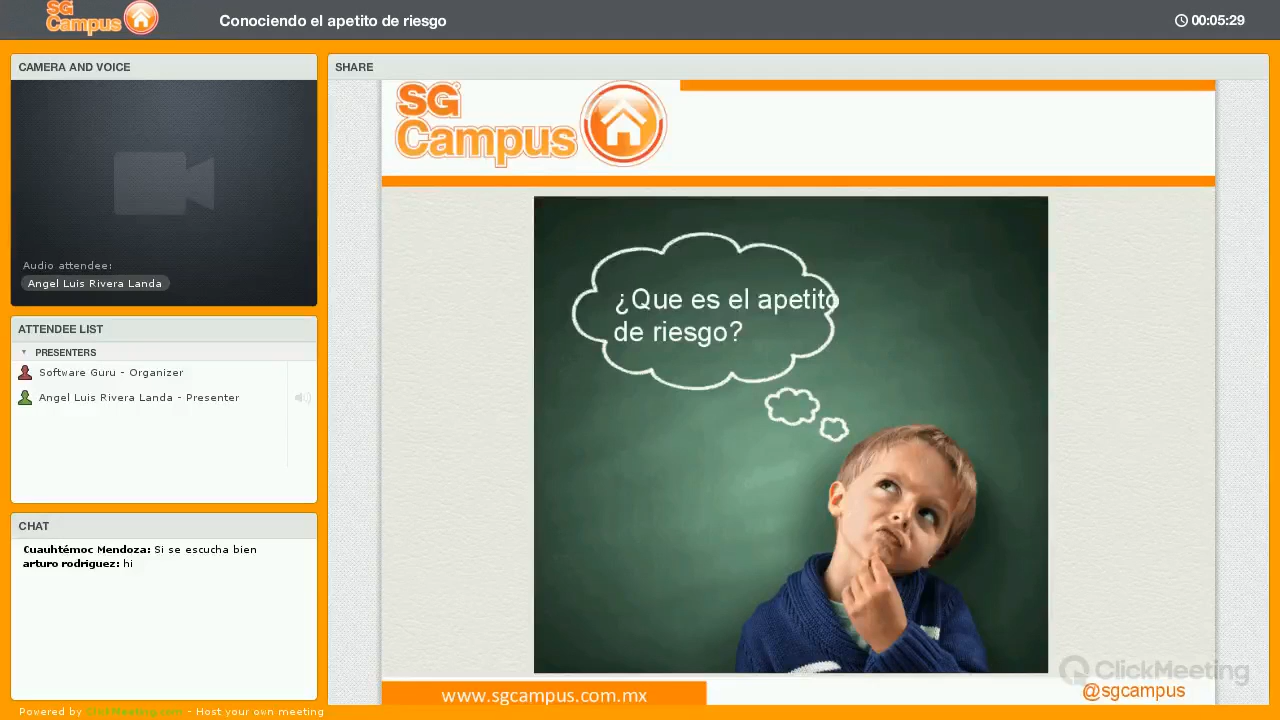 SG
Campus
Conociendo el apetito de riesgo
00:05:29
CAMERA AND VOICE
Audio attendee:
Angel Luis Rivera Landa
ATTENDEE LIST
PRESENTERS
Software Guru - Organizer
Angel Luis Rivera Landa - Presenter
CHAT
Cuauhtémoc Mendoza: Si se escucha bien
arturo rodriguez: hi
Powered by ClickMeeting.com - Host your own meeting
SHARE
SG
Campus
¿Que es el apetito
de riesgo?
ClickMeeting
www.sgcampus.com.mx
@sgcampus